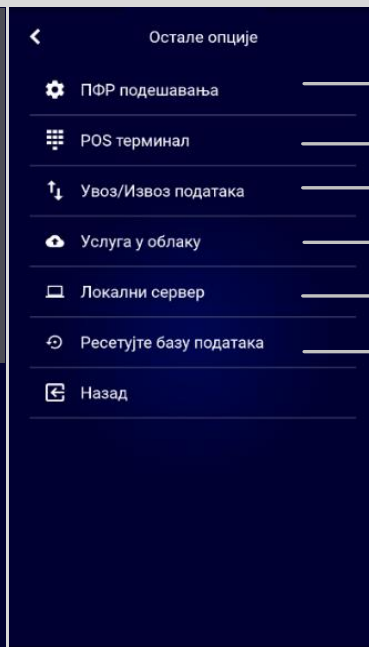 Остале опције
ПФР подешавања
POS терминал
Увоз/Извоз података
Услуга у облаку
Локални сервер
Ресетујте базу података
Назад